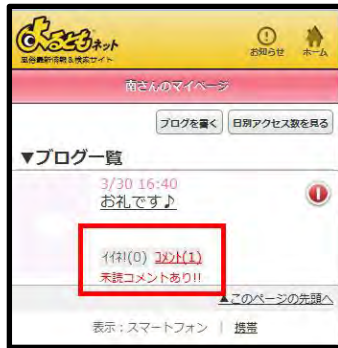 よるともネット
風俗最新情報&検索サイト
お知らせ
ホーム
南さんのマイページ
ブログを書く
日別アクセス数を見る
▼ブログ一覧
3/30 16:40
お礼です♪
ｲｲﾈ!(0) ｺﾒﾝﾄ(1)
未読コメントあり!!
▲このページの先頭へ
表示：スマートフォン | 携帯